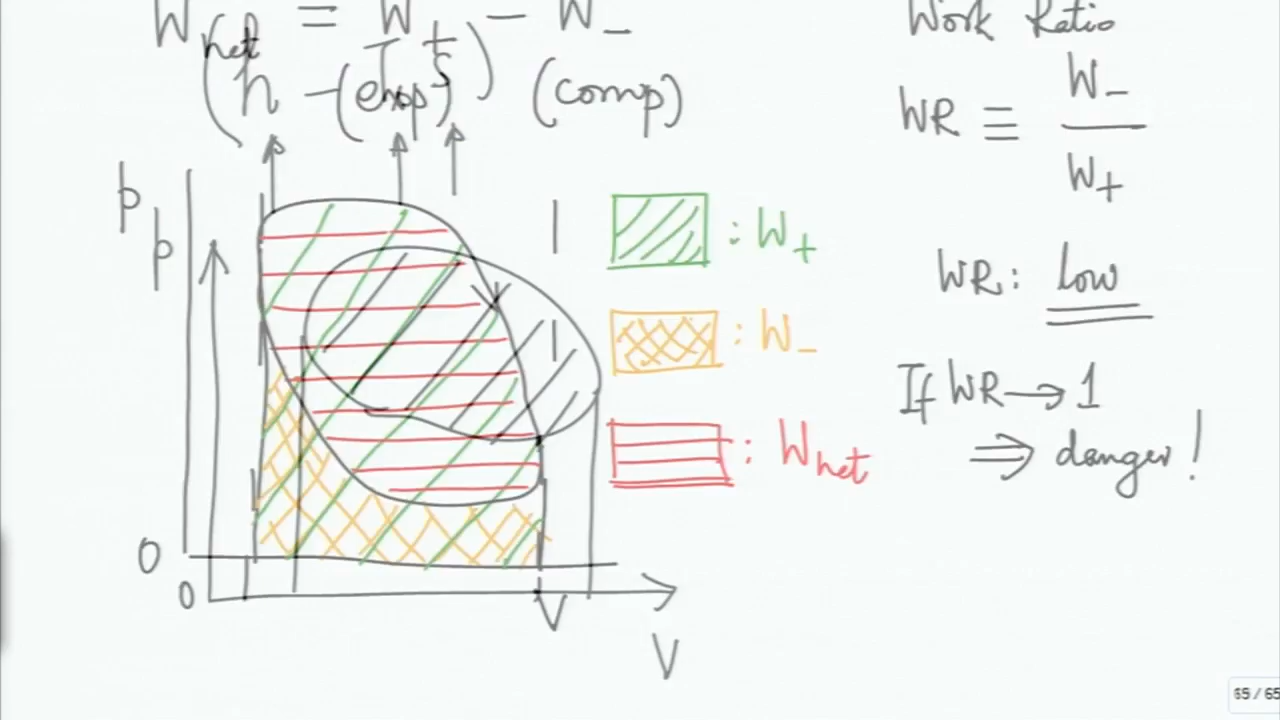 W_net = W_+ − W_−
(exp) (comp)
Work Ratio
WR ≡ W_− / W_+
p
p
: W_+
: W_−
: W_net
WR: low
If WR → 1
⇒ danger!
0
0
V
V
65 / 65